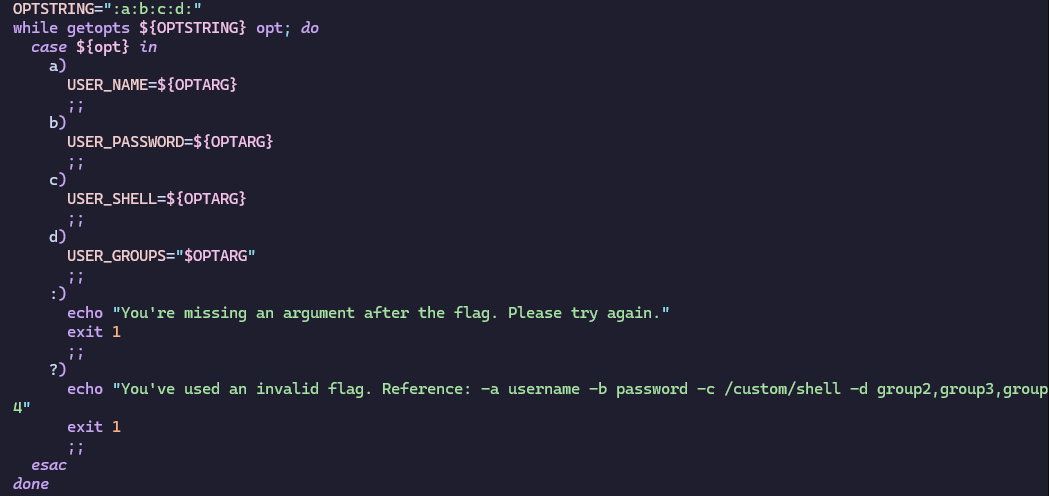 OPTSTRING=":a:b:c:d:"
while getopts ${OPTSTRING} opt; do
  case ${opt} in
    a)
      USER_NAME=${OPTARG}
      ;;
    b)
      USER_PASSWORD=${OPTARG}
      ;;
    c)
      USER_SHELL=${OPTARG}
      ;;
    d)
      USER_GROUPS="$OPTARG"
      ;;
    :)
      echo "You're missing an argument after the flag. Please try again."
      exit 1
      ;;
    ?)
      echo "You've used an invalid flag. Reference: -a username -b password -c /custom/shell -d group2,group3,group
4"
      exit 1
      ;;
  esac
done